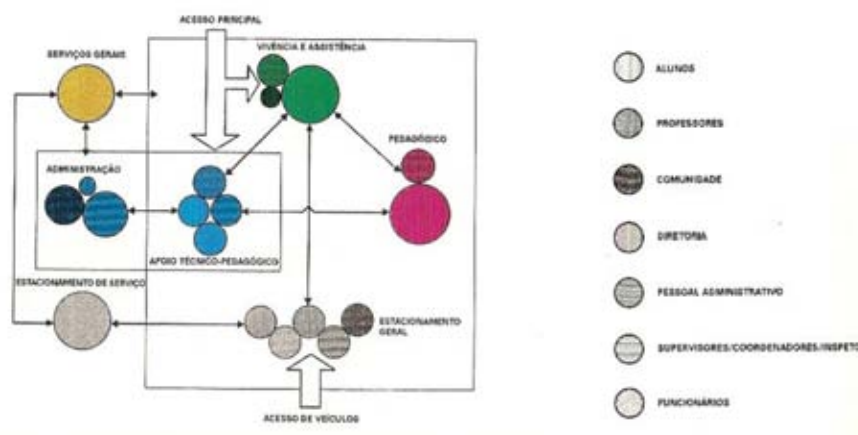 ACESSO PRINCIPAL
VIVÊNCIA E ASSISTÊNCIA
SERVIÇOS GERAIS
PEDAGÓGICO
ADMINISTRAÇÃO
APOIO TÉCNICO-PEDAGÓGICO
ESTACIONAMENTO DE SERVIÇO
ESTACIONAMENTO
GERAL
ACESSO DE VEÍCULOS
ALUNOS
PROFESSORES
COMUNIDADE
DIRETORIA
PESSOAL ADMINISTRATIVO
SUPERVISORES/COORDENADORES/INSPETO
FUNCIONÁRIOS